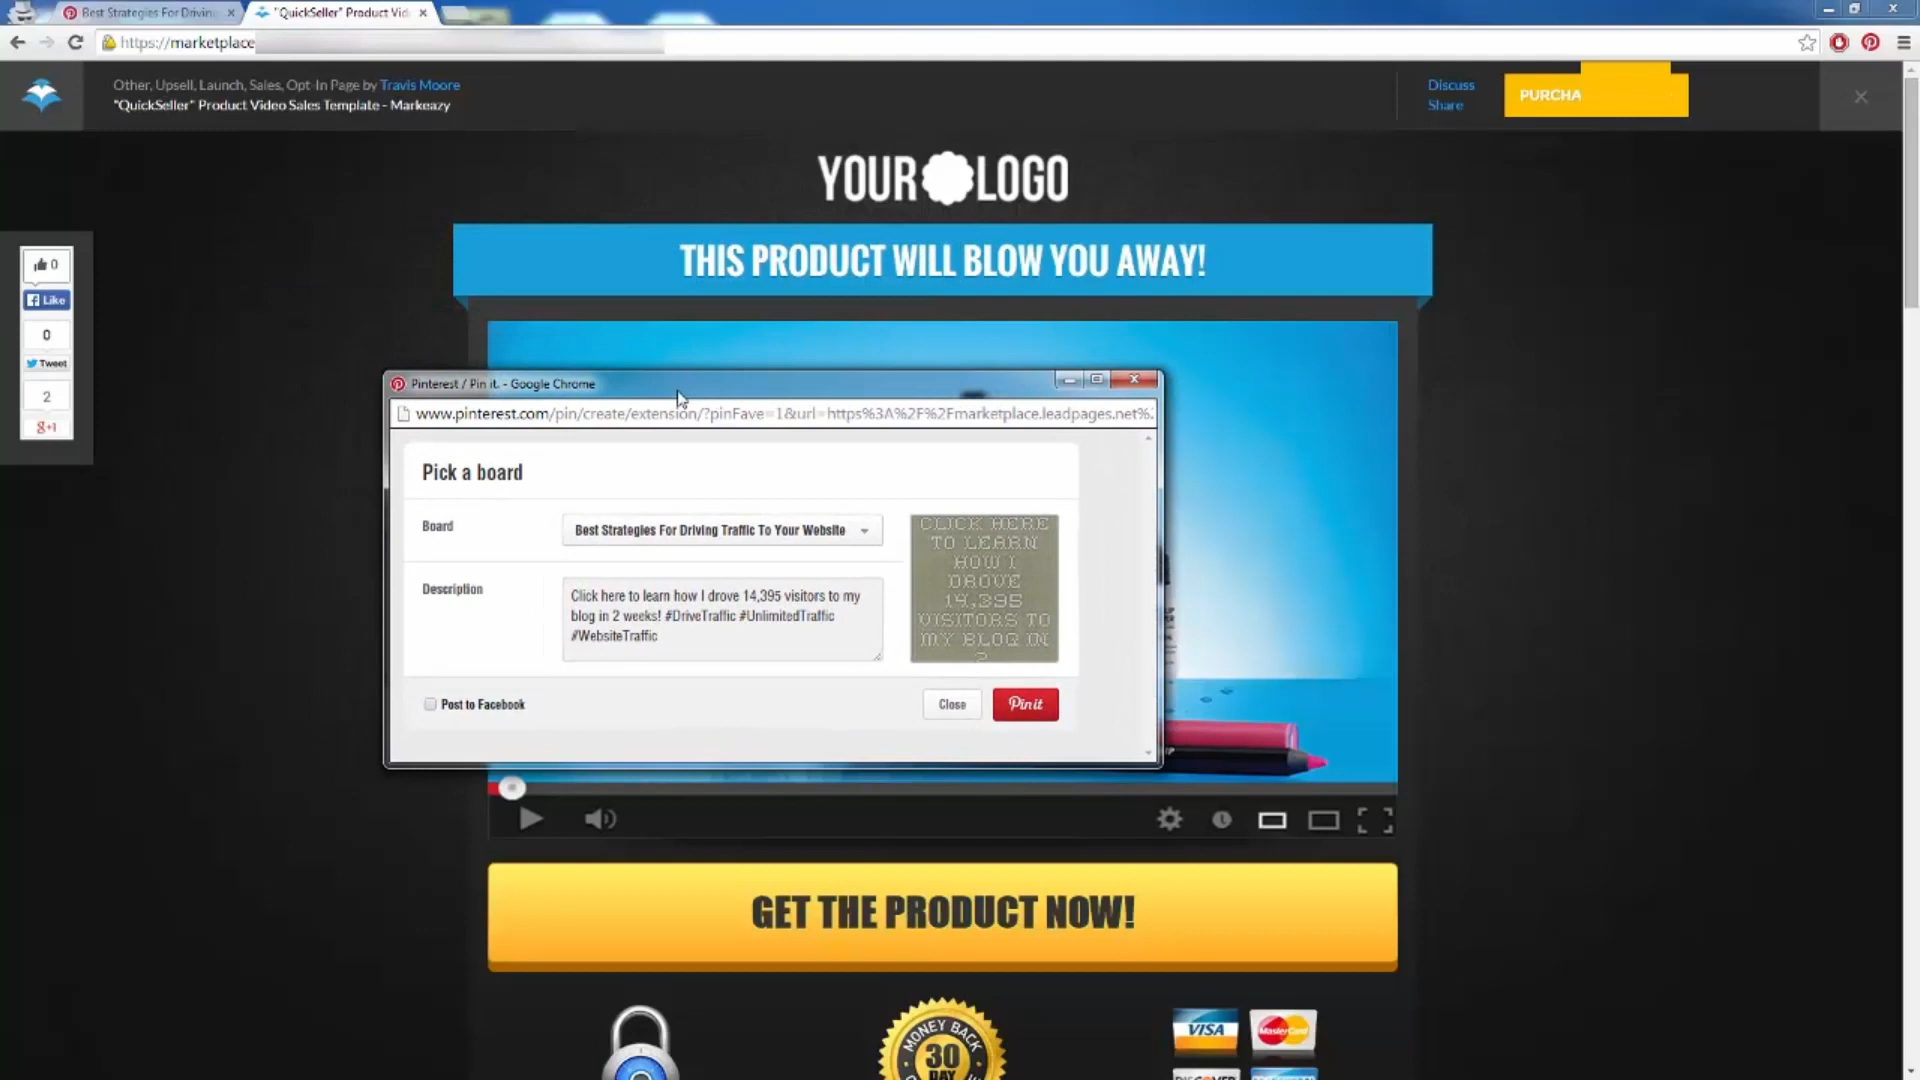 Best Strategies For Drivin
"QuickSeller" Product Vid
https://marketplace
Other, Upsell, Launch, Sales, Opt-In Page by Travis Moore
"QuickSeller" Product Video Sales Template - Markeazy
Discuss
Share
PURCHA
YOUR LOGO
THIS PRODUCT WILL BLOW YOU AWAY!
0
Like
0
Tweet
2
g+1
Pinterest / Pin it. - Google Chrome
www.pinterest.com/pin/create/extension/?pinFave=1&url=https%3A%2F%2Fmarketplace.leadpages.net%2
Pick a board
Board
Best Strategies For Driving Traffic To Your Website
Description
Click here to learn how I drove 14,395 visitors to my
blog in 2 weeks! #DriveTraffic #UnlimitedTraffic
#WebsiteTraffic
CLICK HERE
TO LEARN
HOW I
DROVE
14,395
VISITORS TO
MY BLOG IN
2
Post to Facebook
Close
Pin it
GET THE PRODUCT NOW!
MONEY BACK
30
DAY
VISA
MasterCard
DISCOVER